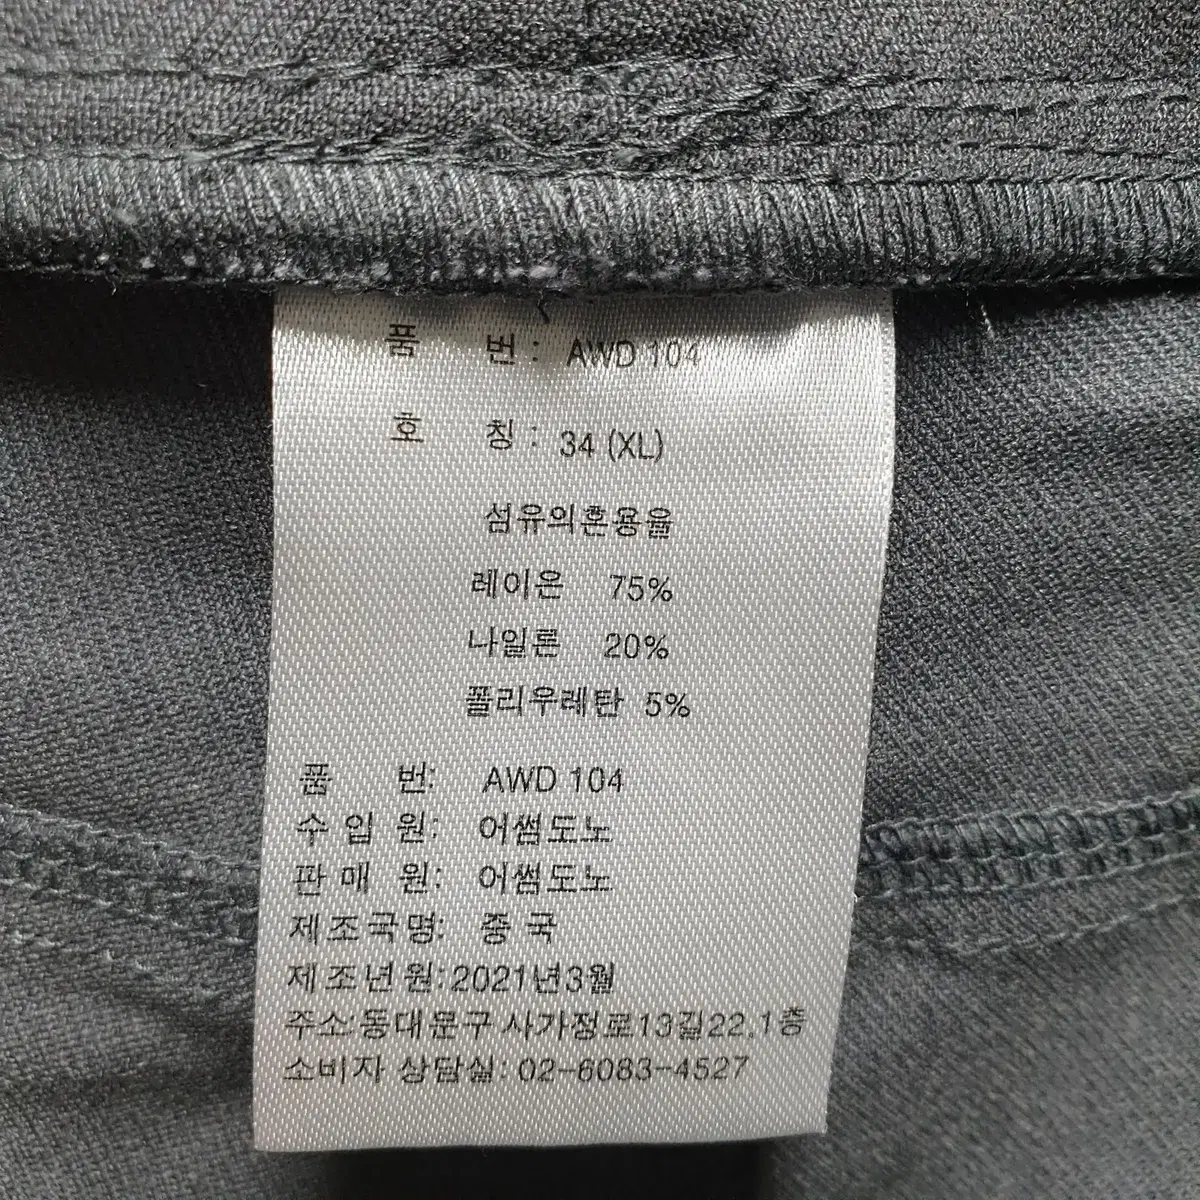 품 번 : AWD 104
호 칭 : 34 (XL)
섬유의혼용율
레이온 75%
나일론 20%
폴리우레탄 5%
품 번: AWD 104
수 입 원: 어썸도노
판 매 원: 어썸도노
제조국명: 중 국
제조년원:2021년3월
주소:동대문구 사가정로13길22,1층
소비자 상담실: 02-6083-4527